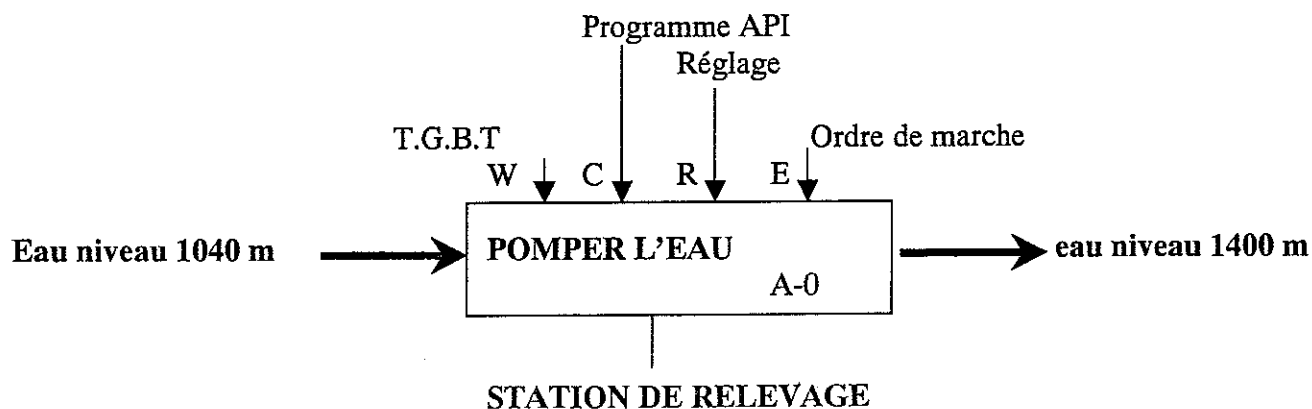 Programme API
Réglage
T.G.B.T
Ordre de marche
W C R E
Eau niveau 1040 m
POMPER L'EAU
eau niveau 1400 m
A-0
STATION DE RELEVAGE